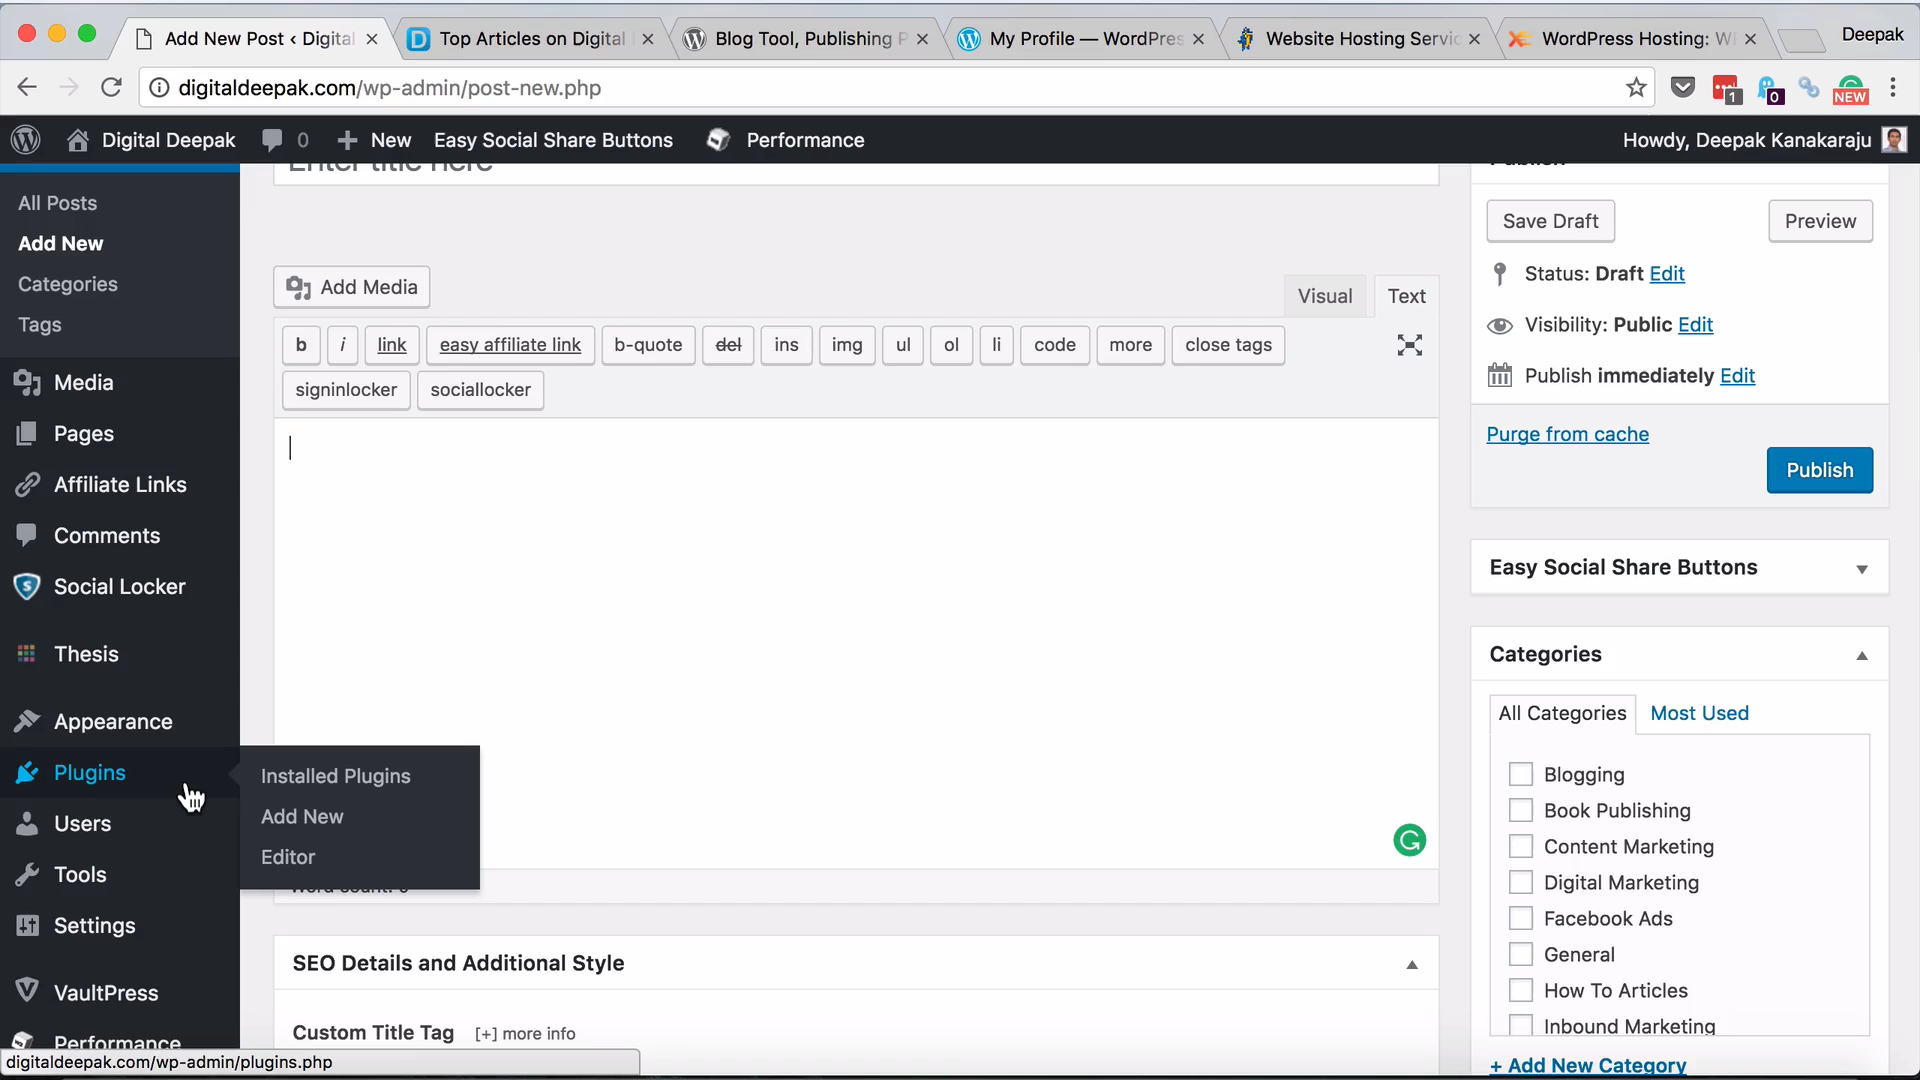 Add New Post ‹ Digital
Top Articles on Digital
Blog Tool, Publishing P
My Profile — WordPres
Website Hosting Servic
WordPress Hosting: W
Deepak
digitaldeepak.com/wp-admin/post-new.php
1
0
NEW
Digital Deepak
0
New
Easy Social Share Buttons
Performance
Howdy, Deepak Kanakaraju
All Posts
Add New
Categories
Tags
Media
Pages
Affiliate Links
Comments
Social Locker
Thesis
Appearance
Plugins
Users
Tools
Settings
VaultPress
Performance
Installed Plugins
Add New
Editor
digitaldeepak.com/wp-admin/plugins.php
Enter title here
Add Media
Visual
Text
b
i
link
easy affiliate link
b-quote
del
ins
img
ul
ol
li
code
more
close tags
signinlocker
sociallocker
Word count: 0
SEO Details and Additional Style
Custom Title Tag [+] more info
Publish
Save Draft
Preview
Status: Draft Edit
Visibility: Public Edit
Publish immediately Edit
Purge from cache
Publish
Easy Social Share Buttons
Categories
All Categories
Most Used
Blogging
Book Publishing
Content Marketing
Digital Marketing
Facebook Ads
General
How To Articles
Inbound Marketing
+ Add New Category